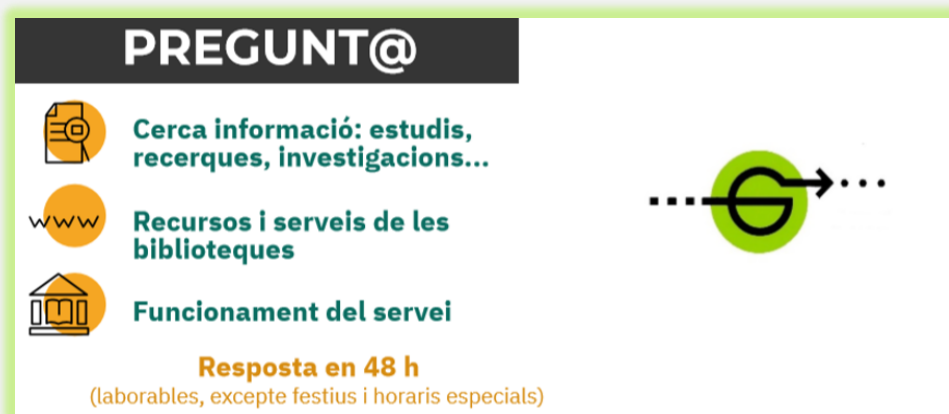 PREGUNT@
Cerca informació: estudis,
recerques, investigacions...
www
Recursos i serveis de les
biblioteques
Funcionament del servei
Resposta en 48 h
(laborables, excepte festius i horaris especials)